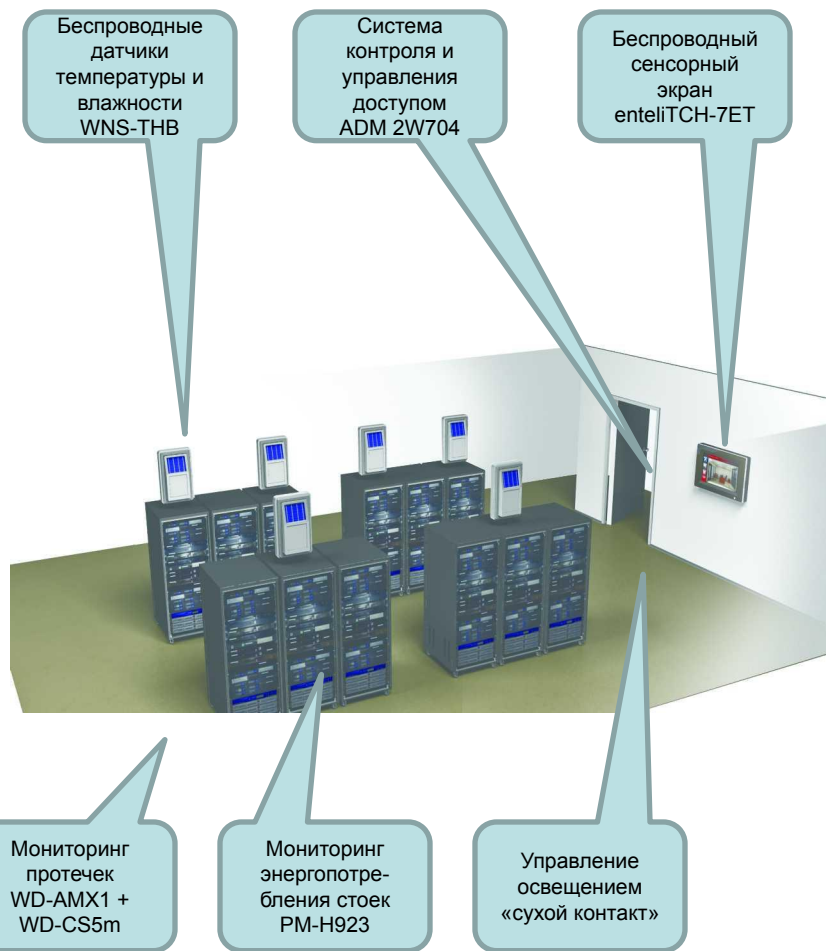 Беспроводные
датчики
температуры и
влажности
WNS-THB
Система
контроля и
управления
доступом
ADM 2W704
Беспроводный
сенсорный
экран
enteliTCH-7ET
Мониторинг
протечек
WD-AMX1 +
WD-CS5m
Мониторинг
энергопотре-
бления стоек
PM-H923
Управление
освещением
«сухой контакт»